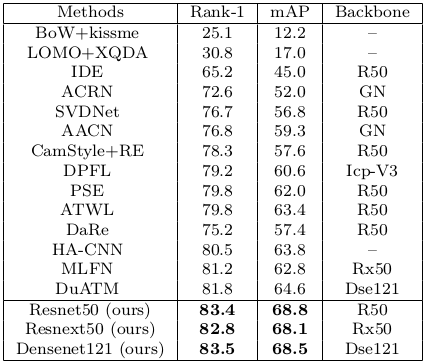 Methods Rank-1 mAP Backbone
BoW+kissme 25.1 12.2 –
LOMO+XQDA 30.8 17.0 –
IDE 65.2 45.0 R50
ACRN 72.6 52.0 GN
SVDNet 76.7 56.8 R50
AACN 76.8 59.3 GN
CamStyle+RE 78.3 57.6 R50
DPFL 79.2 60.6 Icp-V3
PSE 79.8 62.0 R50
ATWL 79.8 63.4 R50
DaRe 75.2 57.4 R50
HA-CNN 80.5 63.8 –
MLFN 81.2 62.8 Rx50
DuATM 81.8 64.6 Dse121
Resnet50 (ours) 83.4 68.8 R50
Resnext50 (ours) 82.8 68.1 Rx50
Densenet121 (ours) 83.5 68.5 Dse121